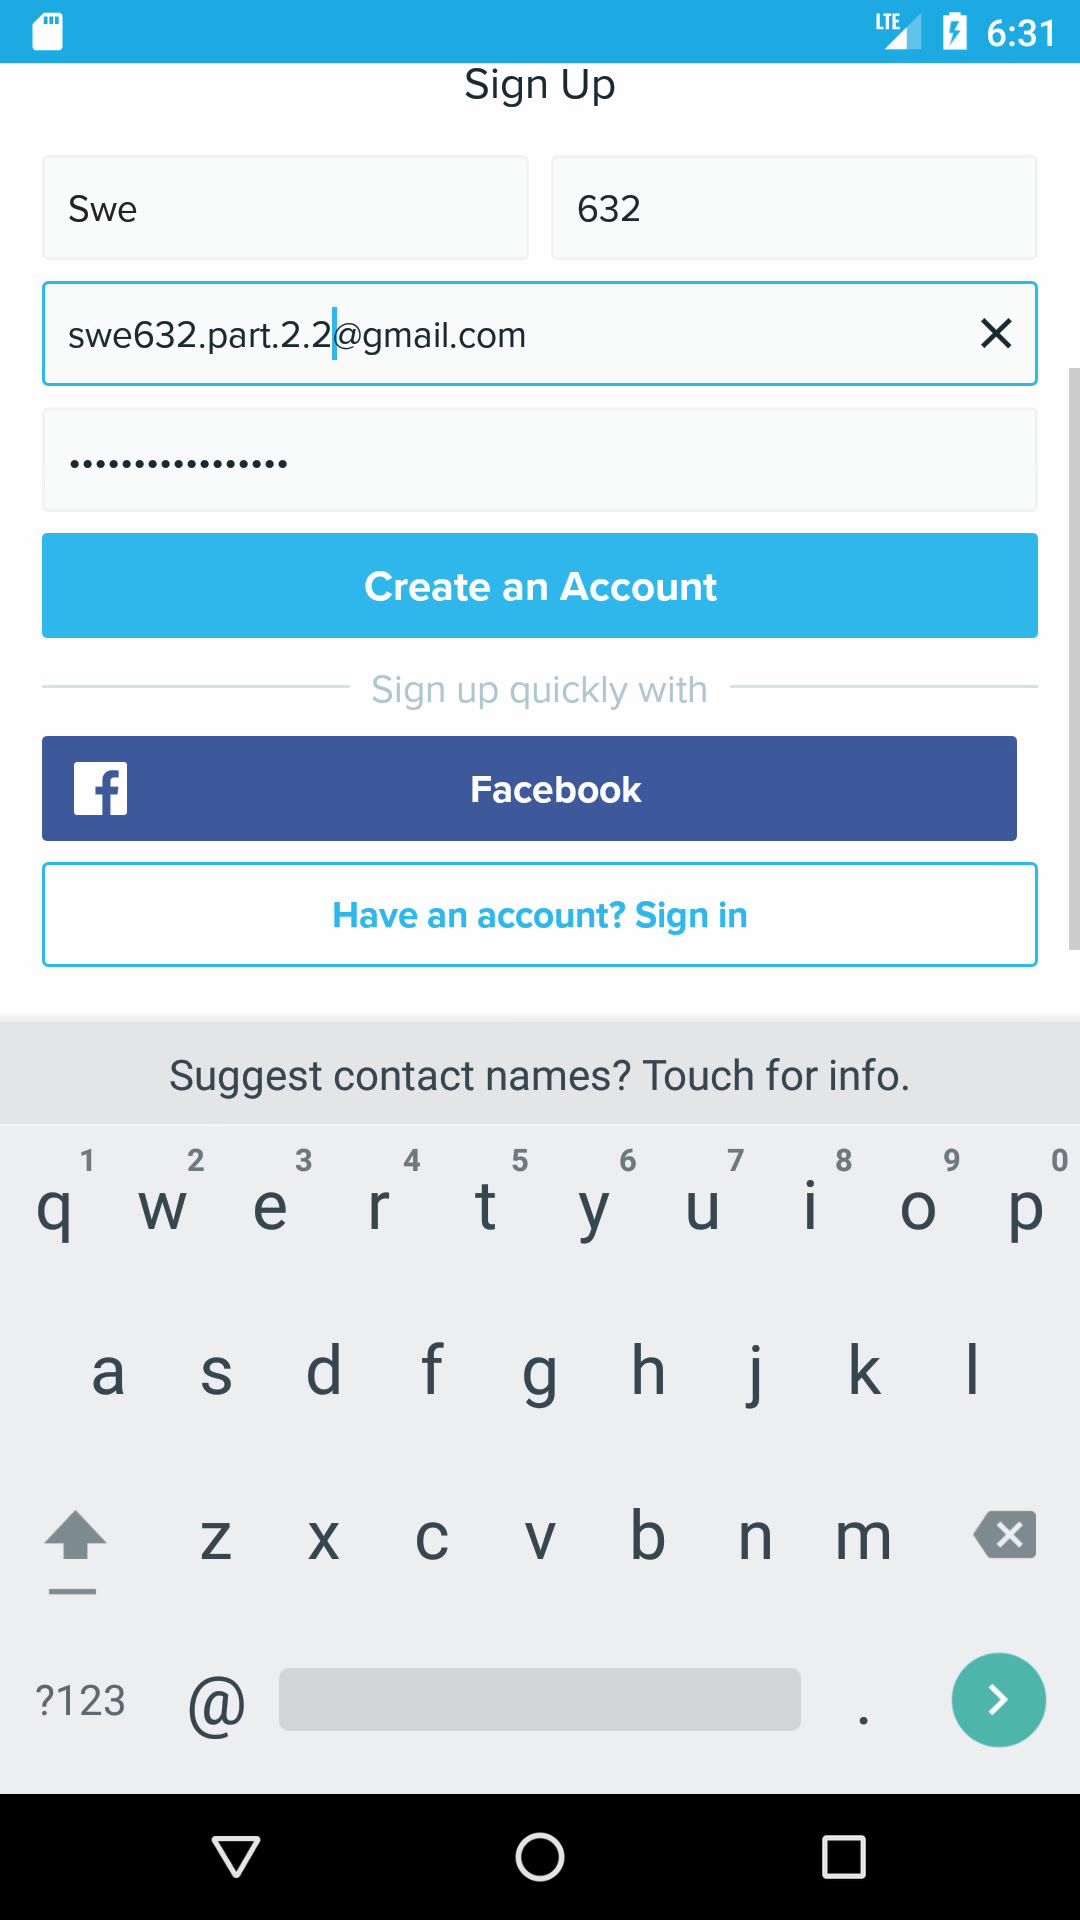 LTE 6:31
Sign Up
Swe 632
swe632.part.2.2@gmail.com
•••••••••••••••••
Create an Account
Sign up quickly with
Facebook
Have an account? Sign in
Suggest contact names? Touch for info.
1 2 3 4 5 6 7 8 9 0
q w e r t y u i o p
a s d f g h j k l
z x c v b n m
?123 @ .